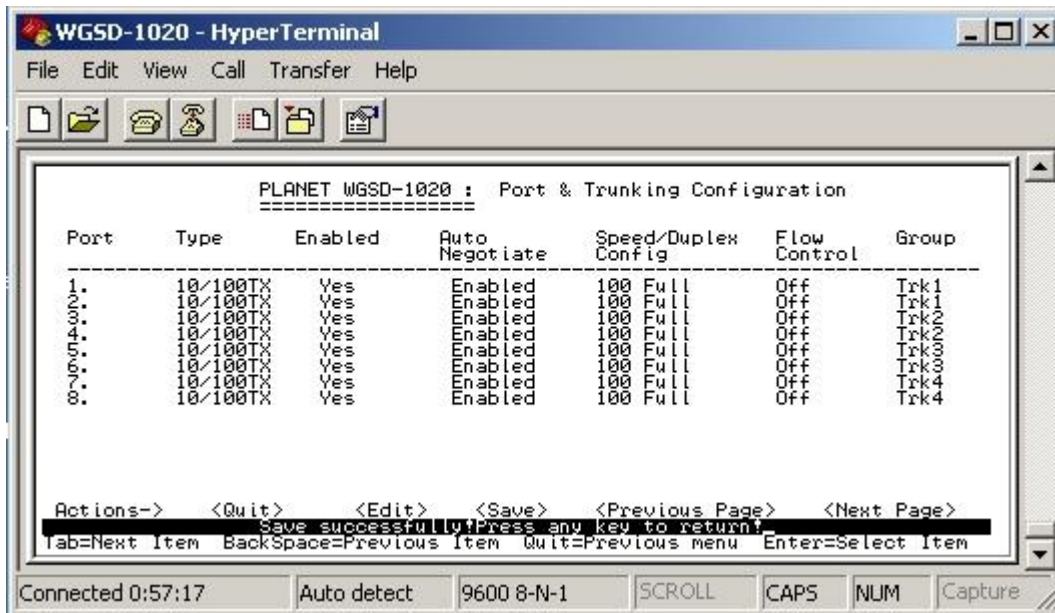 WGSD-1020 - HyperTerminal
File Edit View Call Transfer Help
PLANET WGSD-1020 : Port & Trunking Configuration
==================
Port Type Enabled Auto Negotiate Speed/Duplex Config Flow Control Group
1. 10/100TX Yes Enabled 100 Full Off Trk1
2. 10/100TX Yes Enabled 100 Full Off Trk1
3. 10/100TX Yes Enabled 100 Full Off Trk2
4. 10/100TX Yes Enabled 100 Full Off Trk2
5. 10/100TX Yes Enabled 100 Full Off Trk3
6. 10/100TX Yes Enabled 100 Full Off Trk3
7. 10/100TX Yes Enabled 100 Full Off Trk4
8. 10/100TX Yes Enabled 100 Full Off Trk4
Actions-> <Quit> <Edit> <Save> <Previous Page> <Next Page>
Save successfully!Press any key to return!_
Tab=Next Item BackSpace=Previous Item Quit=Previous menu Enter=Select Item
Connected 0:57:17 Auto detect 9600 8-N-1 SCROLL CAPS NUM Capture